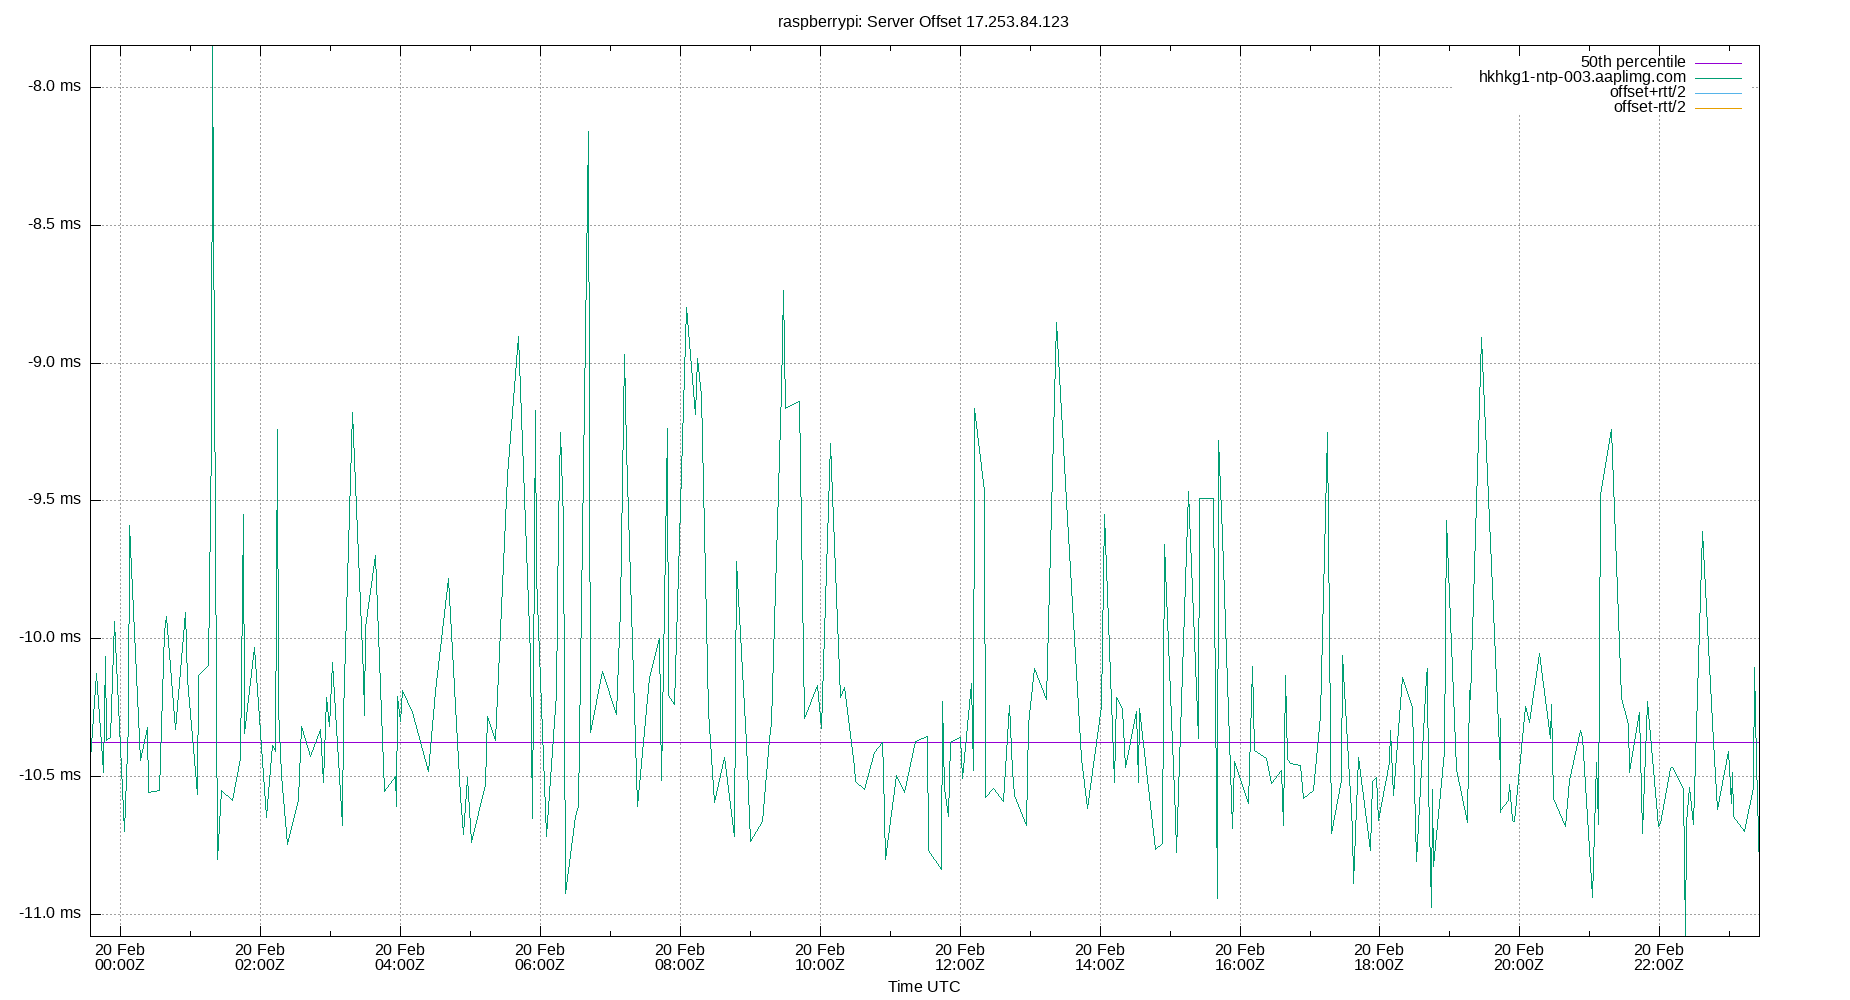 raspberrypi: Server Offset 17.253.84.123
50th percentile
hkhkg1-ntp-003.aaplimg.com
offset+rtt/2
offset-rtt/2
-8.0 ms
-8.5 ms
-9.0 ms
-9.5 ms
-10.0 ms
-10.5 ms
-11.0 ms
20 Feb 20 Feb 20 Feb 20 Feb 20 Feb 20 Feb 20 Feb 20 Feb 20 Feb 20 Feb 20 Feb 20 Feb
00:00Z 02:00Z 04:00Z 06:00Z 08:00Z 10:00Z 12:00Z 14:00Z 16:00Z 18:00Z 20:00Z 22:00Z
Time UTC